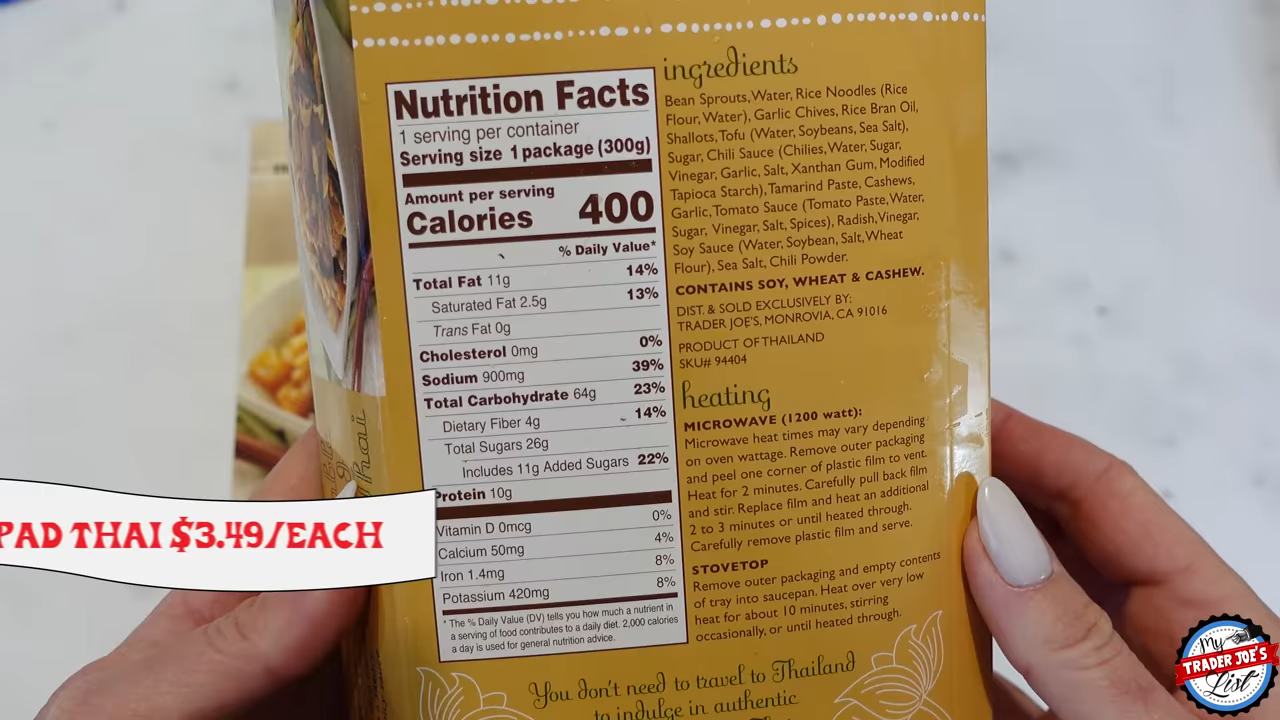 Nutrition Facts
1 serving per container
Serving size 1 package (300g)
Amount per serving
Calories 400
% Daily Value*
Total Fat 11g 14%
Saturated Fat 2.5g 13%
Trans Fat 0g
Cholesterol 0mg 0%
Sodium 900mg 39%
Total Carbohydrate 64g 23%
Dietary Fiber 4g 14%
Total Sugars 26g
Includes 11g Added Sugars 22%
Protein 10g
Vitamin D 0mcg 0%
Calcium 50mg 4%
Iron 1.4mg 8%
Potassium 420mg 8%
* The % Daily Value (DV) tells you how much a nutrient in
a serving of food contributes to a daily diet. 2,000 calories
a day is used for general nutrition advice.
ingredients
Bean Sprouts, Water, Rice Noodles (Rice
Flour, Water), Garlic Chives, Rice Bran Oil,
Shallots, Tofu (Water, Soybeans, Sea Salt),
Sugar, Chili Sauce (Chilies, Water, Sugar,
Vinegar, Garlic, Salt, Xanthan Gum, Modified
Tapioca Starch), Tamarind Paste, Cashews,
Garlic, Tomato Sauce (Tomato Paste, Water,
Sugar, Vinegar, Salt, Spices), Radish, Vinegar,
Soy Sauce (Water, Soybean, Salt, Wheat
Flour), Sea Salt, Chili Powder.
CONTAINS SOY, WHEAT & CASHEW.
DIST. & SOLD EXCLUSIVELY BY:
TRADER JOE'S, MONROVIA, CA 91016
PRODUCT OF THAILAND
SKU# 94404
heating
MICROWAVE (1200 watt):
Microwave heat times may vary depending
on oven wattage. Remove outer packaging
and peel one corner of plastic film to vent.
Heat for 2 minutes. Carefully pull back film
and stir. Replace film and heat an additional
2 to 3 minutes or until heated through.
Carefully remove plastic film and serve.
STOVETOP
Remove outer packaging and empty contents
of tray into saucepan. Heat over very low
heat for about 10 minutes, stirring
occasionally, or until heated through.
You don't need to travel to Thailand
to indulge in authentic
Thai
PAD THAI $3.49/EACH
My
TRADER JOE'S
List